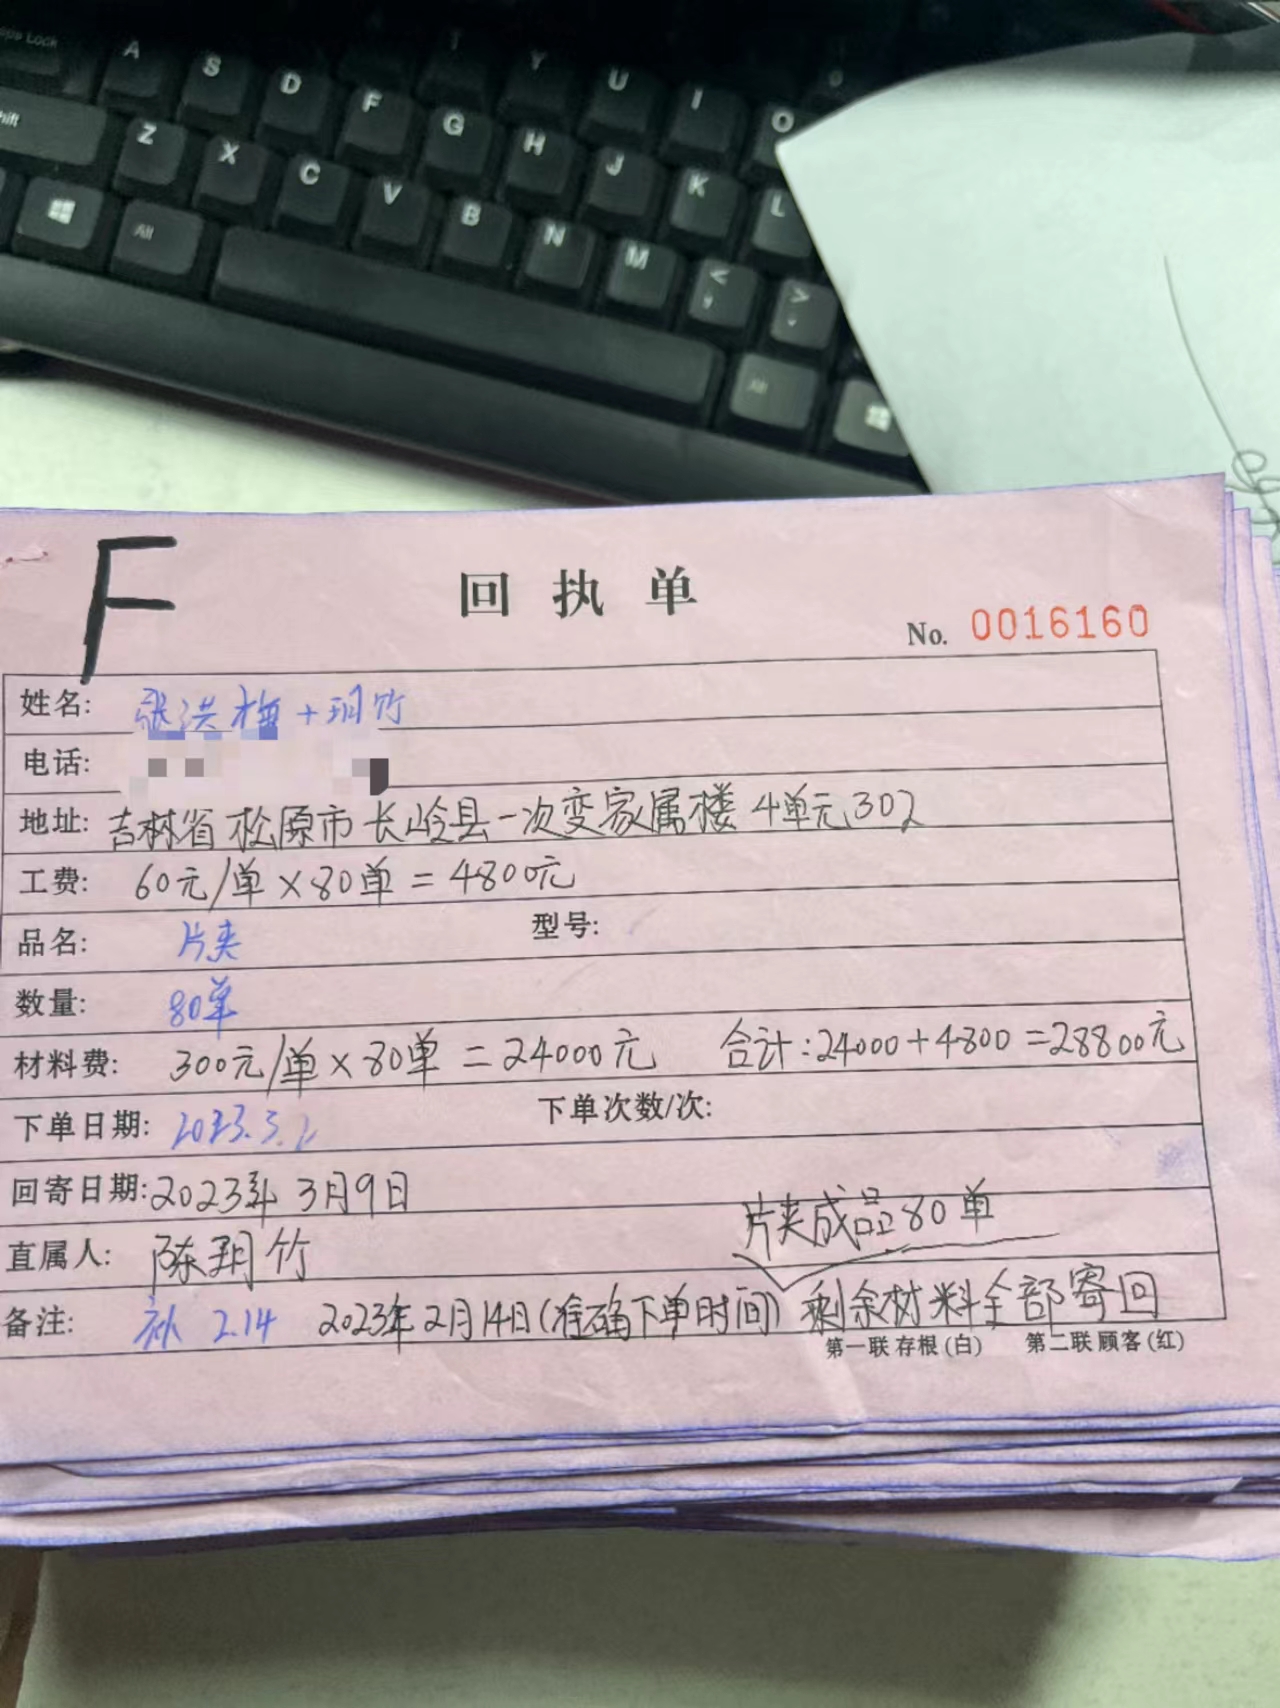 Caps Lock
A S D F G H J K L
T Y U I O
Shift
Z X C V B N M < , > .
Alt
Alt
F
回执单
No. 0016160
姓名: 张洪梅+玥竹
电话:
地址: 吉林省松原市长岭县一次变家属楼4单元302
工费: 60元/单×80单=4800元
品名: 片夹 型号:
数量: 80单
材料费: 300元/单×80单=24000元 合计:24000+4800=28800元
下单日期: 2023.3.2 下单次数/次:
回寄日期:2023年3月9日
片夹成品80单
直属人: 陈玥竹
备注: 补 2.14 2023年2月14日(准确下单时间) 剩余材料全部寄回
第一联 存根(白) 第二联 顾客(红)